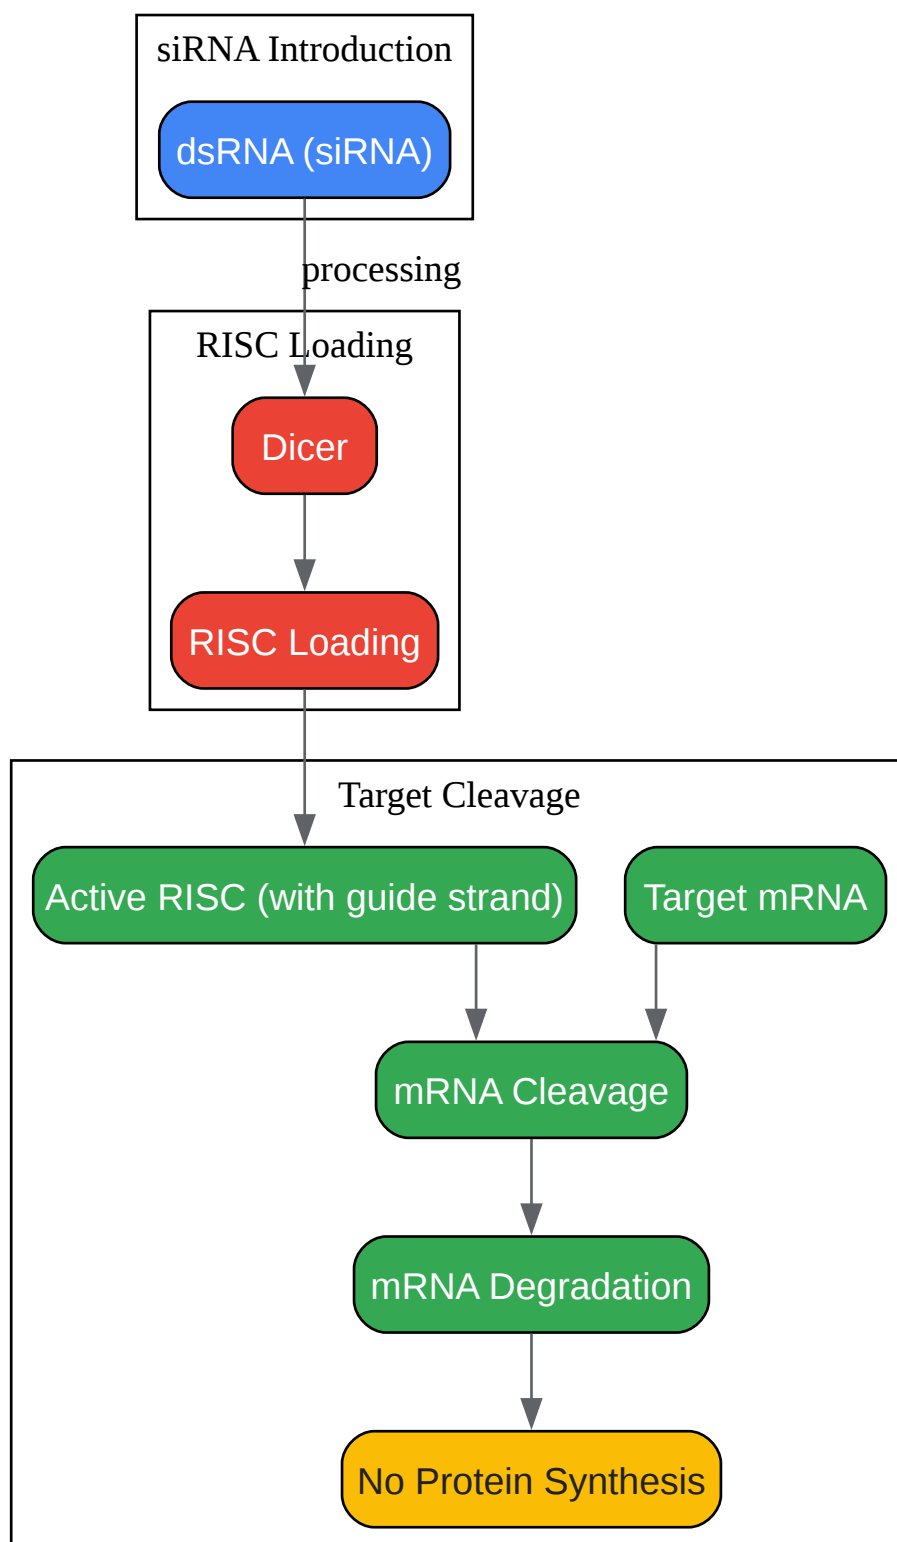 siRNA Introduction
dsRNA (siRNA)
processing
RISC Loading
Dicer
RISC Loading
Target Cleavage
Active RISC (with guide strand)
Target mRNA
mRNA Cleavage
mRNA Degradation
No Protein Synthesis